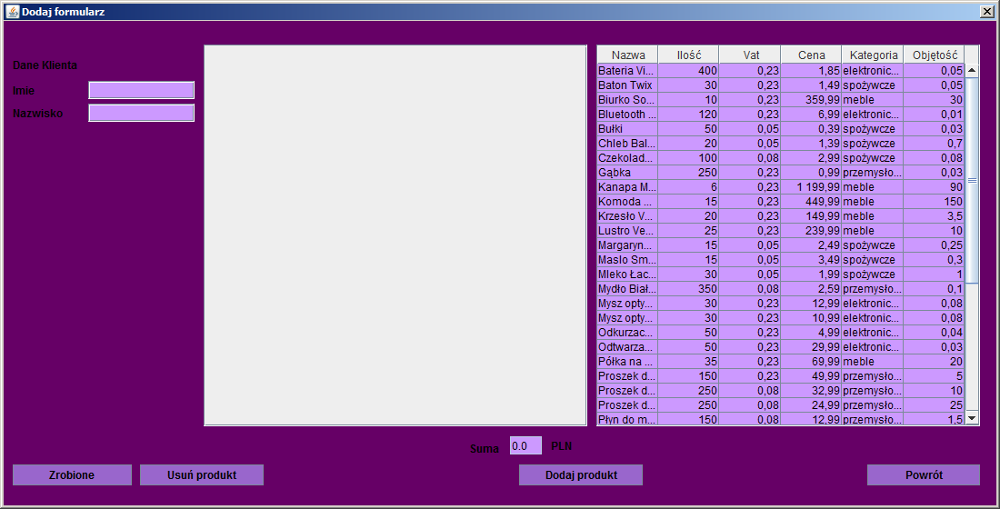 Dodaj formularz
Dane Klienta
Imie
Nazwisko
Nazwa Ilość Vat Cena Kategoria Objętość
Bateria Vi... 400 0,23 1,85 elektronic... 0,05
Baton Twix 30 0,23 1,49 spożywcze 0,05
Biurko So... 10 0,23 359,99 meble 30
Bluetooth ... 120 0,23 6,99 elektronic... 0,01
Bułki 50 0,05 0,39 spożywcze 0,03
Chleb Bal... 20 0,05 1,39 spożywcze 0,7
Czekolad... 100 0,08 2,99 spożywcze 0,08
Gąbka 250 0,23 0,99 przemysło... 0,03
Kanapa M... 6 0,23 1 199,99 meble 90
Komoda ... 15 0,23 449,99 meble 150
Krzesło V... 20 0,23 149,99 meble 3,5
Lustro Ve... 25 0,23 239,99 meble 10
Margaryn... 15 0,05 2,49 spożywcze 0,25
Maslo Sm... 15 0,05 3,49 spożywcze 0,3
Mleko Łac... 30 0,05 1,99 spożywcze 1
Mydło Biał... 350 0,08 2,59 przemysło... 0,1
Mysz opty... 30 0,23 12,99 elektronic... 0,08
Mysz opty... 30 0,23 10,99 elektronic... 0,08
Odkurzac... 50 0,23 4,99 elektronic... 0,04
Odtwarza... 50 0,23 29,99 elektronic... 0,03
Półka na ... 35 0,23 69,99 meble 20
Proszek d... 150 0,23 49,99 przemysło... 5
Proszek d... 250 0,08 32,99 przemysło... 10
Proszek d... 250 0,08 24,99 przemysło... 25
Płyn do m... 150 0,08 12,99 przemysło... 1,5
Suma 0.0 PLN
Zrobione Usuń produkt Dodaj produkt Powrót